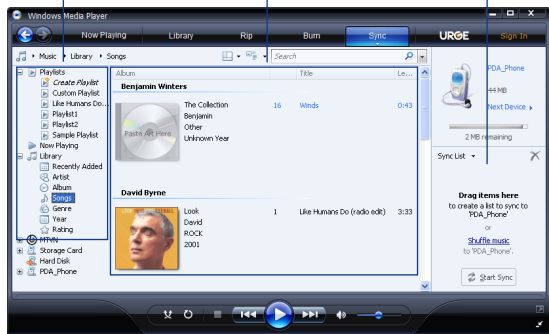 Windows Media Player
Now Playing Library Rip Burn Sync URGE Sign In
Music Library Songs Search
Playlists
Create Playlist
Custom Playlist
Like Humans Do...
Playlist1
Playlist2
Sample Playlist
Now Playing
Library
Recently Added
Artist
Album
Songs
Genre
Year
Rating
MTVN
Storage Card
Hard Disk
PDA_Phone
Album Title Le...
Benjamin Winters
Paste Art Here
The Collection 16 Winds 0:43
Benjamin
Other
Unknown Year
David Byrne
Look 1 Like Humans Do (radio edit) 3:33
David
ROCK
2001
PDA_Phone
44 MB
Next Device
2 MB remaining
Sync List
Drag items here
to create a list to sync to
'PDA_Phone'
or
Shuffle music
to 'PDA_Phone'.
Start Sync